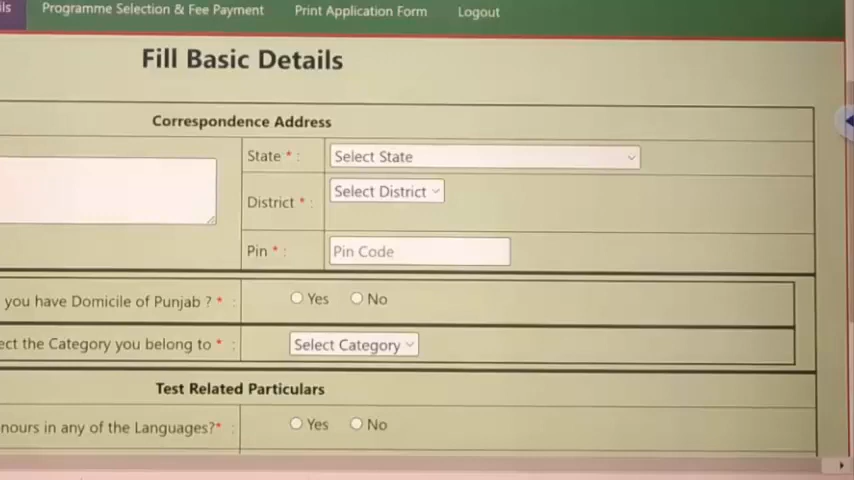 Programme Selection & Fee Payment Print Application Form Logout
Fill Basic Details
Correspondence Address
State * : Select State
District * : Select District
Pin * : Pin Code
you have Domicile of Punjab ? * : Yes No
the Category you belong to * : Select Category
Test Related Particulars
in any of the Languages?* : Yes No